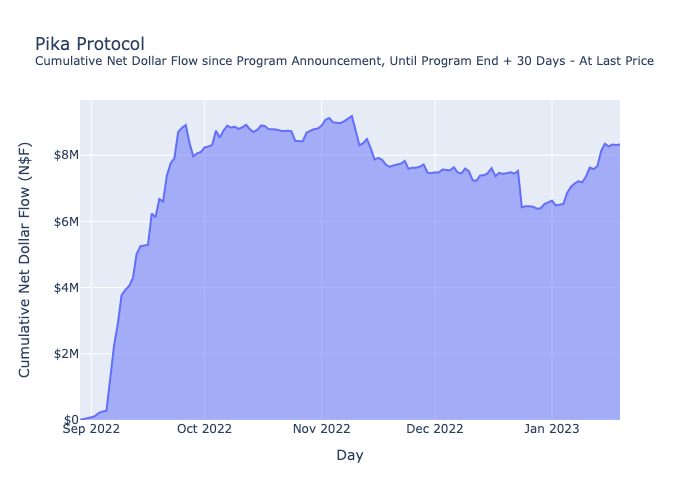 Pika Protocol
Cumulative Net Dollar Flow since Program Announcement, Until Program End + 30 Days - At Last Price
Cumulative Net Dollar Flow (N$F)
$8M
$6M
$4M
$2M
$0
Sep 2022
Oct 2022
Nov 2022
Dec 2022
Jan 2023
Day